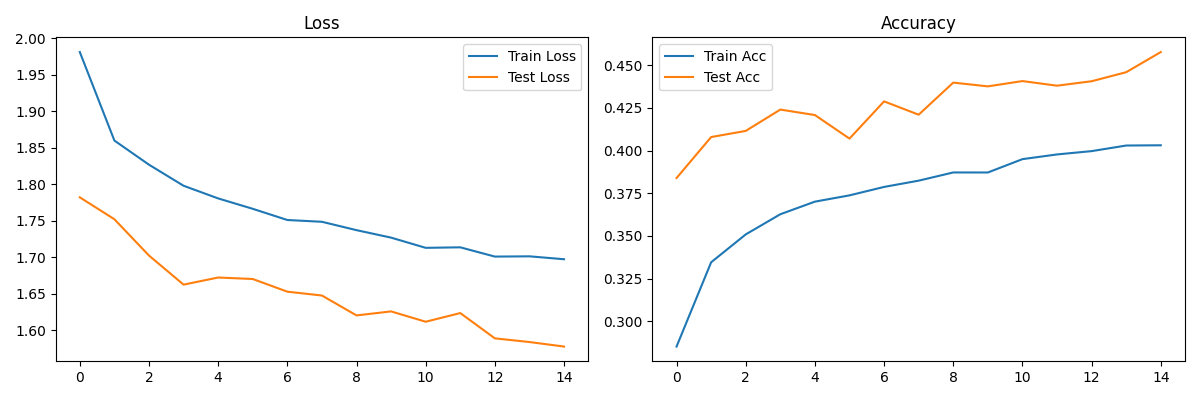 Loss
2.00
1.95
1.90
1.85
1.80
1.75
1.70
1.65
1.60
0 2 4 6 8 10 12 14
Train Loss
Test Loss
Accuracy
0.450
0.425
0.400
0.375
0.350
0.325
0.300
0 2 4 6 8 10 12 14
Train Acc
Test Acc